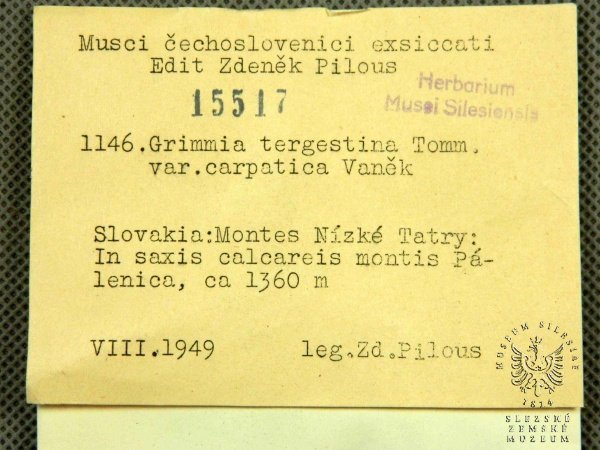 Musci čechoslovenici exsiccati
Edit Zdeněk Pilous
15517
Herbarium
Musei Silesiensis
1146.Grimmia tergestina Tomm.
var.carpatica Vaněk
Slovakia:Montes Nízké Tatry:
In saxis calcareis montis Pá-
lenica, ca 1360 m
VIII.1949 leg.Zd.Pilous
MUSEUM SILESIAE
1814
SLEZSKÉ
ZEMSKÉ
MUZEUM